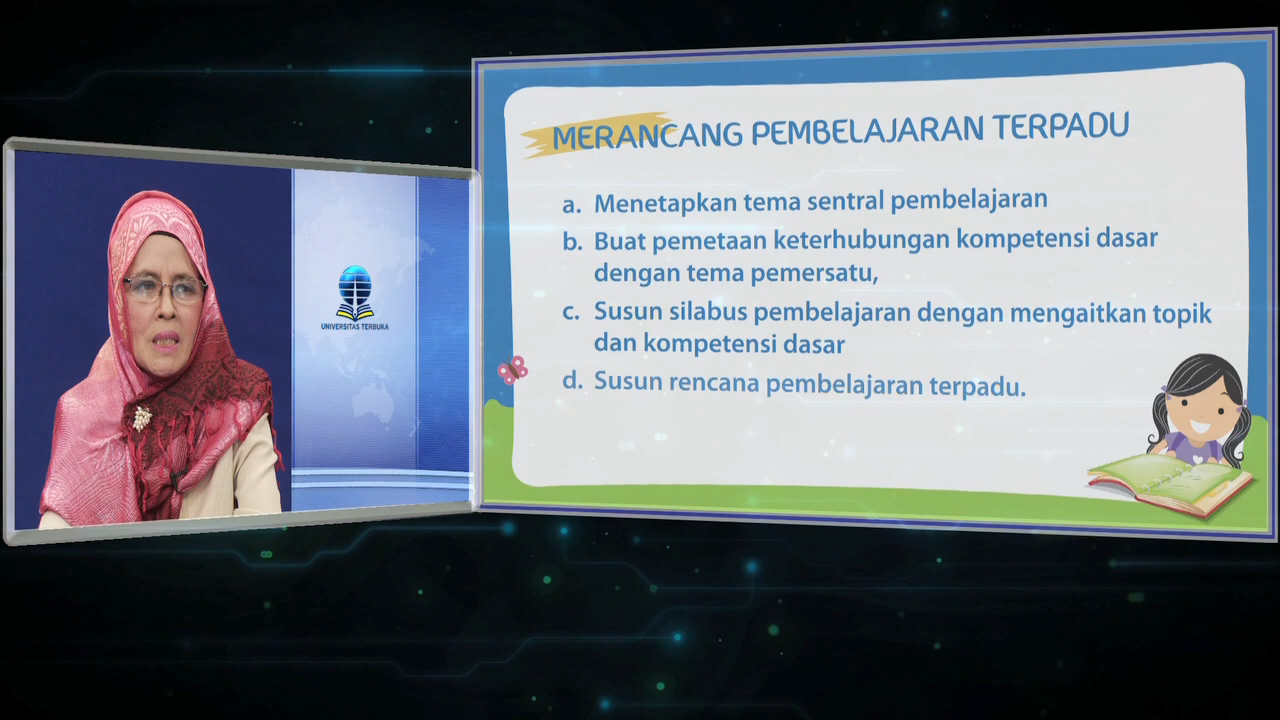 UNIVERSITAS TERBUKA
MERANCANG PEMBELAJARAN TERPADU
a. Menetapkan tema sentral pembelajaran
b. Buat pemetaan keterhubungan kompetensi dasar
dengan tema pemersatu,
c. Susun silabus pembelajaran dengan mengaitkan topik
dan kompetensi dasar
d. Susun rencana pembelajaran terpadu.